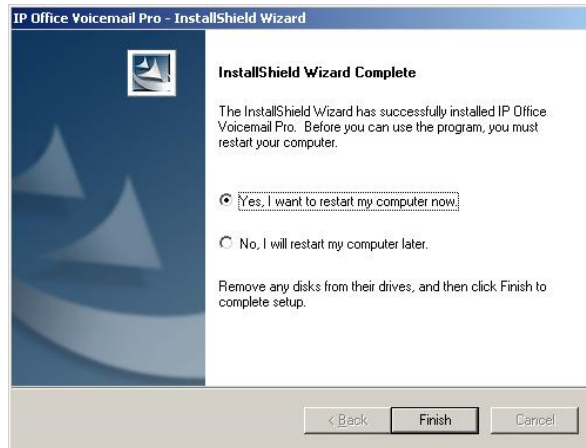 IP Office Voicemail Pro - InstallShield Wizard
InstallShield Wizard Complete
The InstallShield Wizard has successfully installed IP Office
Voicemail Pro. Before you can use the program, you must
restart your computer.
Yes, I want to restart my computer now.
No, I will restart my computer later.
Remove any disks from their drives, and then click Finish to
complete setup.
< Back Finish Cancel